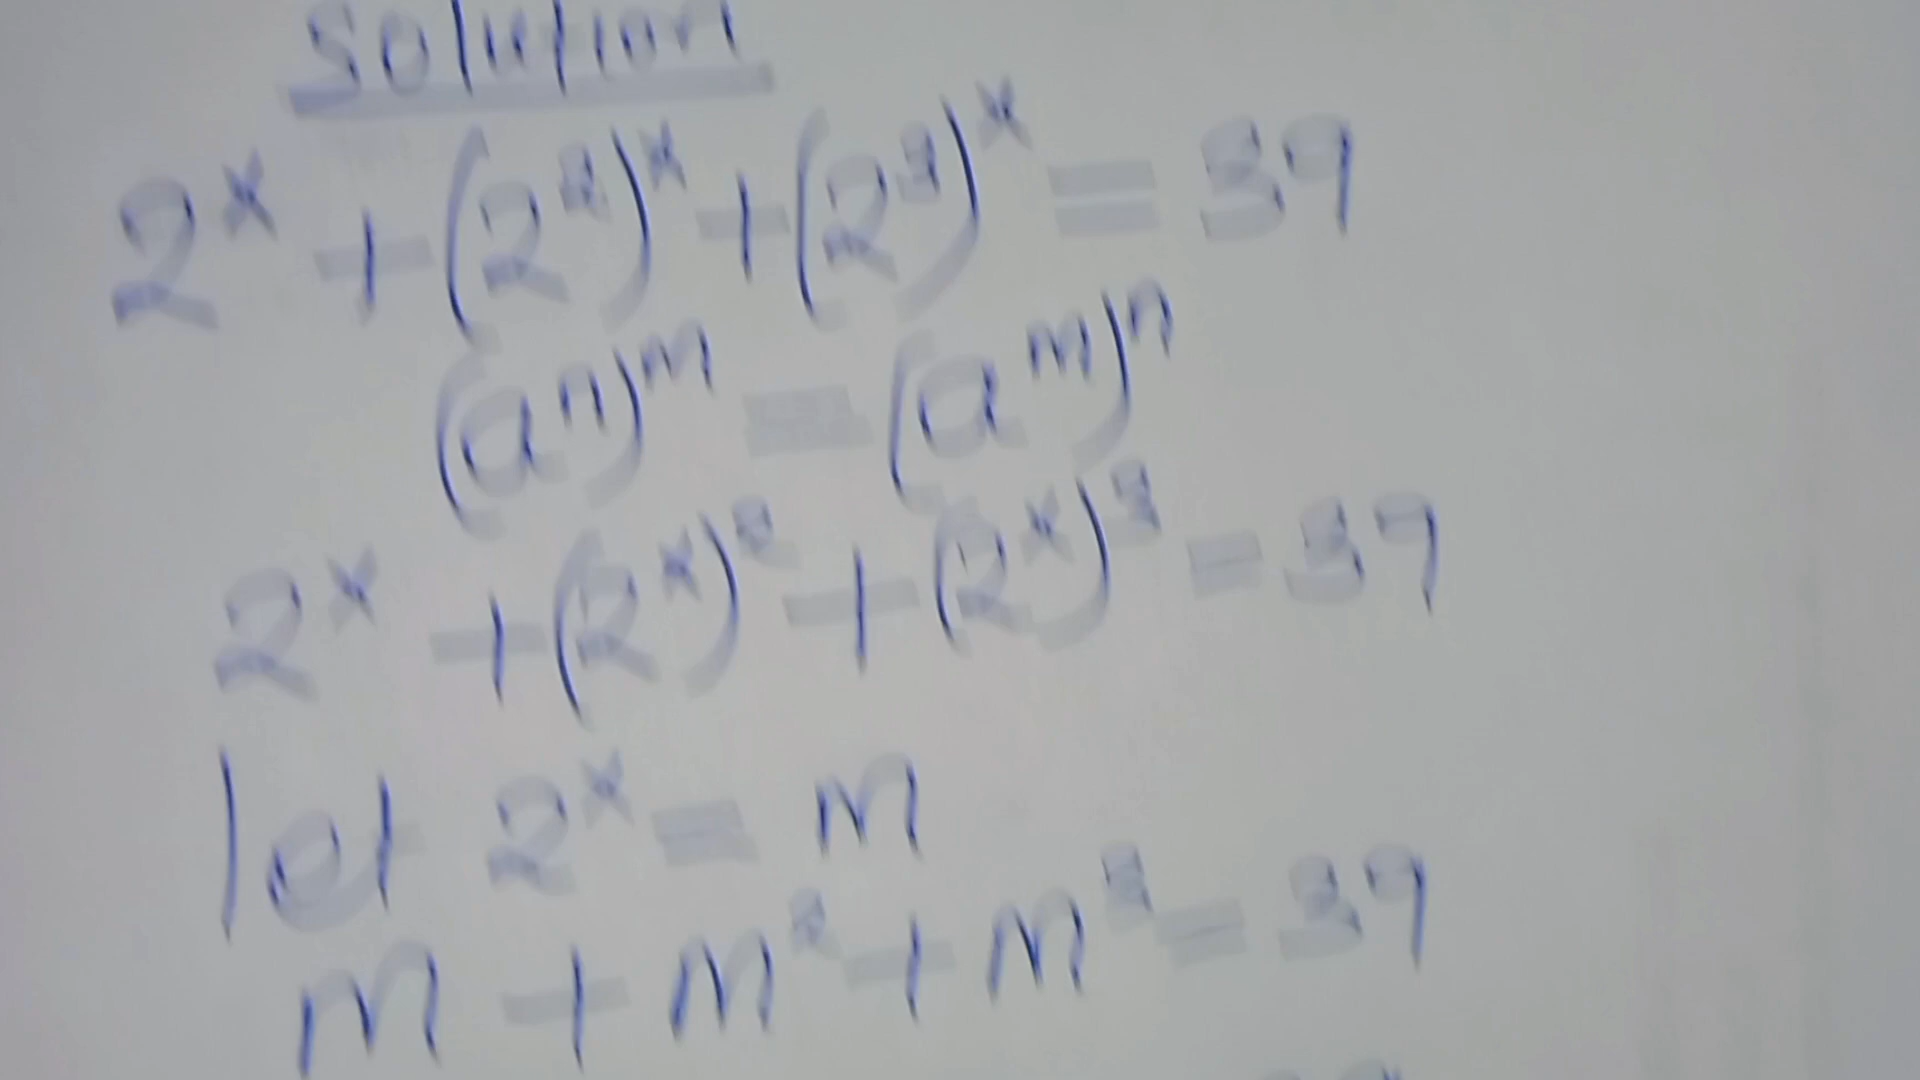 Solution
2^x + (2^2)^x + (2^3)^x = 39
(a^n)^m = (a^m)^n
2^x + (2^x)^2 + (2^x)^3 = 39
let 2^x = m
m + m^2 + m^3 = 39